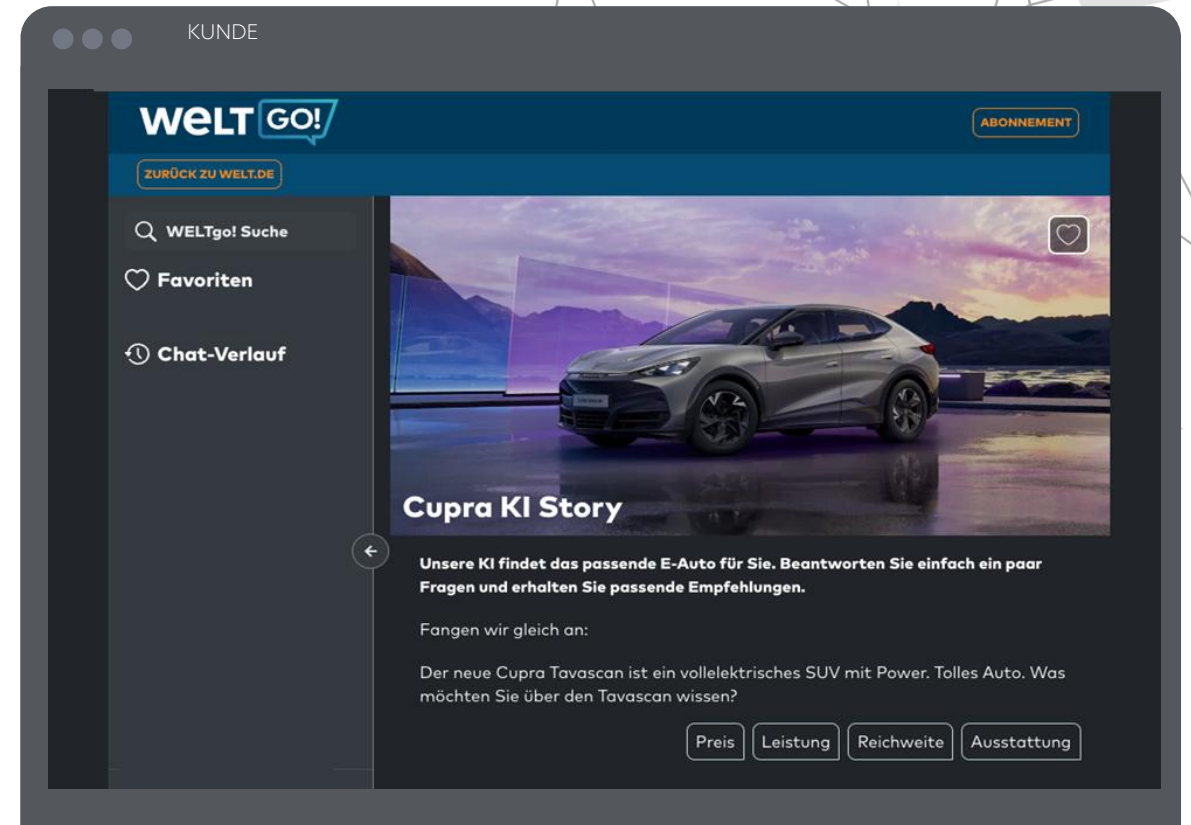 KUNDE
WELT GO!
ABONNEMENT
ZURÜCK ZU WELT.DE
WELTgo! Suche
Favoriten
Chat-Verlauf
Cupra KI Story
Unsere KI findet das passende E-Auto für Sie. Beantworten Sie einfach ein paar
Fragen und erhalten Sie passende Empfehlungen.
Fangen wir gleich an:
Der neue Cupra Tavascan ist ein vollelektrisches SUV mit Power. Tolles Auto. Was
möchten Sie über den Tavascan wissen?
Preis Leistung Reichweite Ausstattung